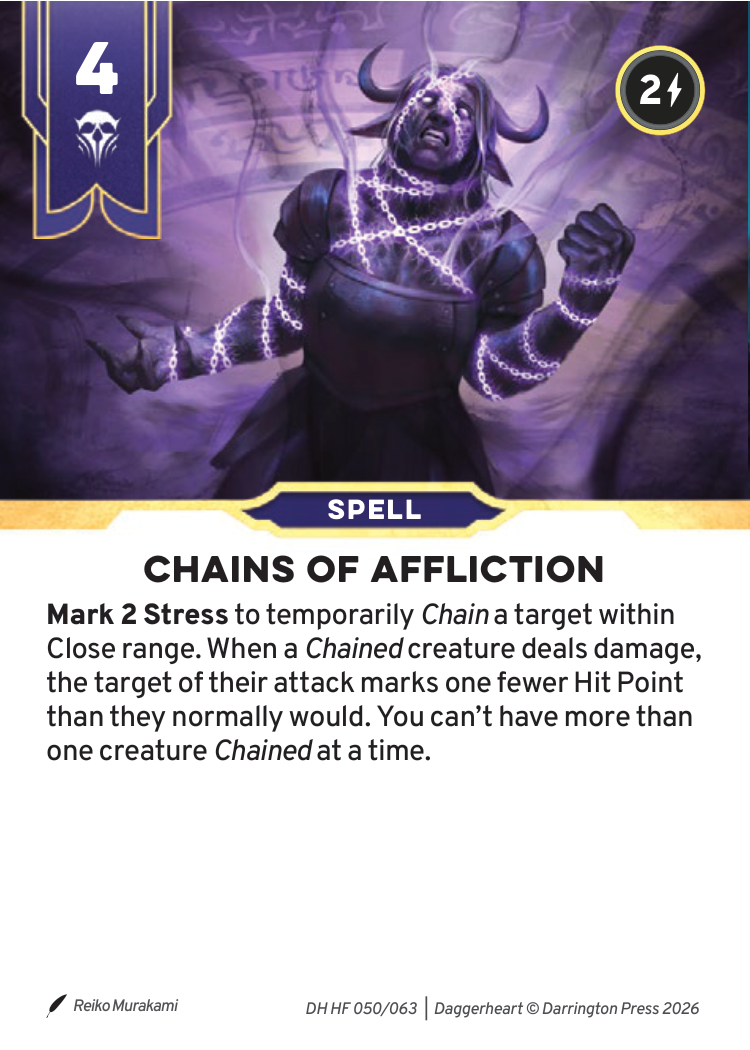 4
2
SPELL
CHAINS OF AFFLICTION
Mark 2 Stress to temporarily Chain a target within
Close range. When a Chained creature deals damage,
the target of their attack marks one fewer Hit Point
than they normally would. You can’t have more than
one creature Chained at a time.
Reiko Murakami
DH HF 050/063 | Daggerheart © Darrington Press 2026